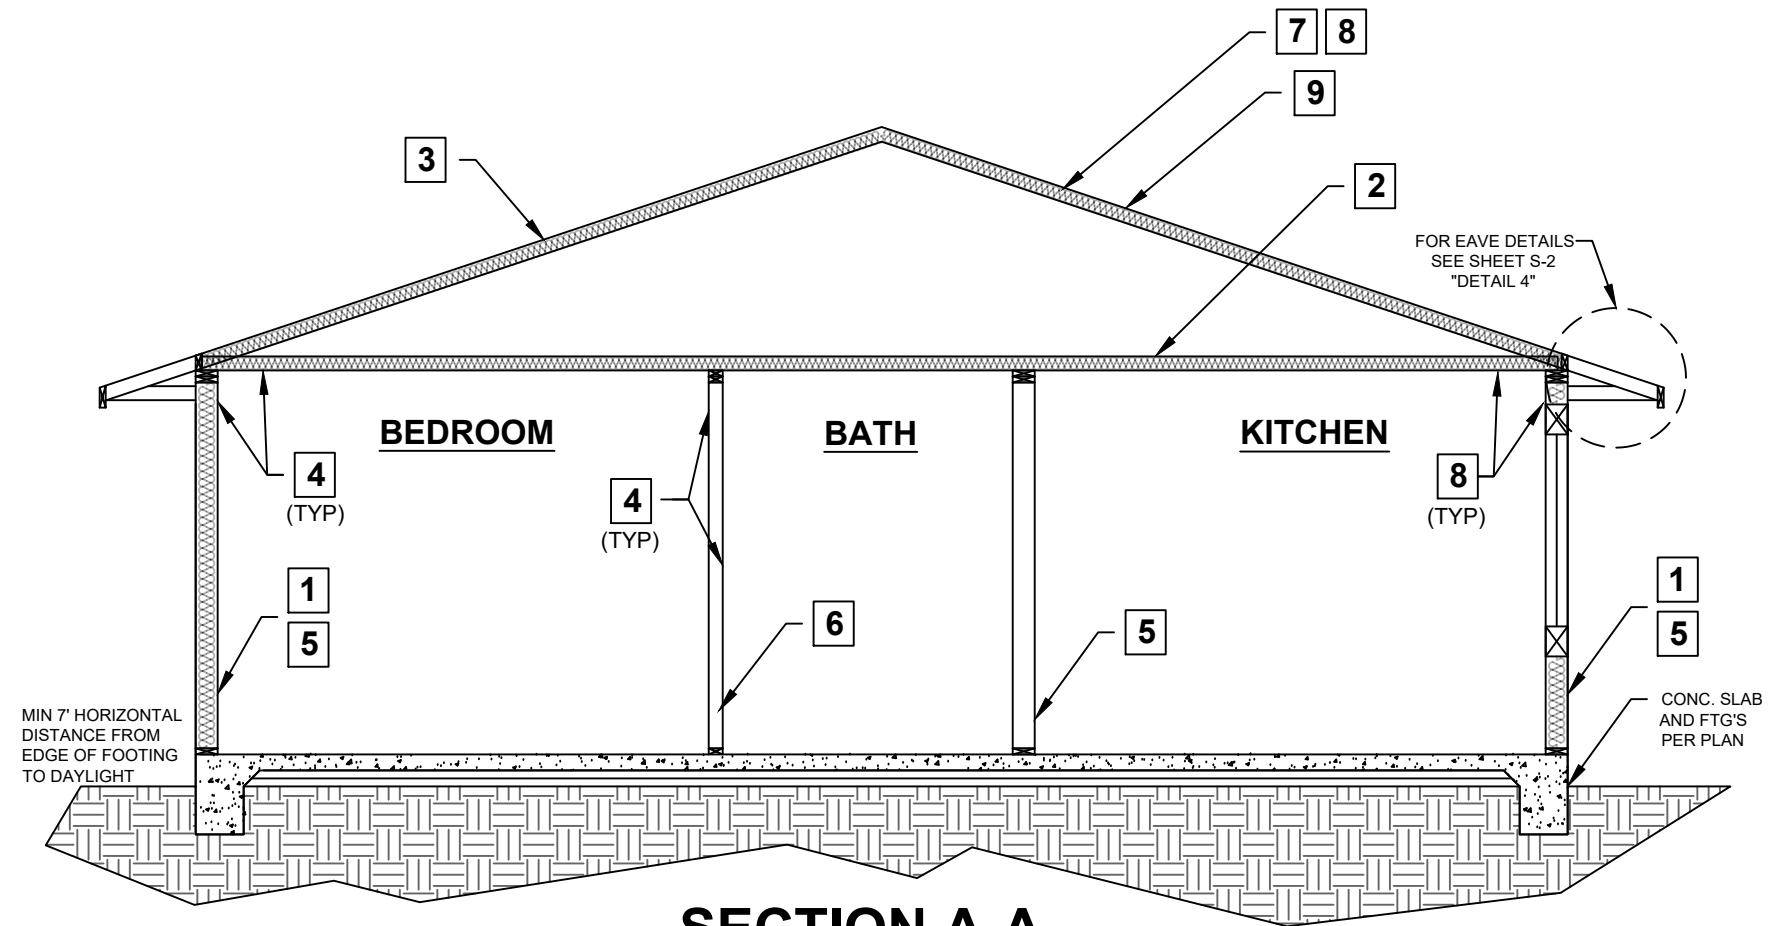 7 8
9
3
2
FOR EAVE DETAILS
SEE SHEET S-2
"DETAIL 4"
BEDROOM
BATH
KITCHEN
4
(TYP)
4
(TYP)
8
(TYP)
1
5
6
5
1
5
MIN 7' HORIZONTAL
DISTANCE FROM
EDGE OF FOOTING
TO DAYLIGHT
CONC. SLAB
AND FTG'S
PER PLAN
SECTION A-A